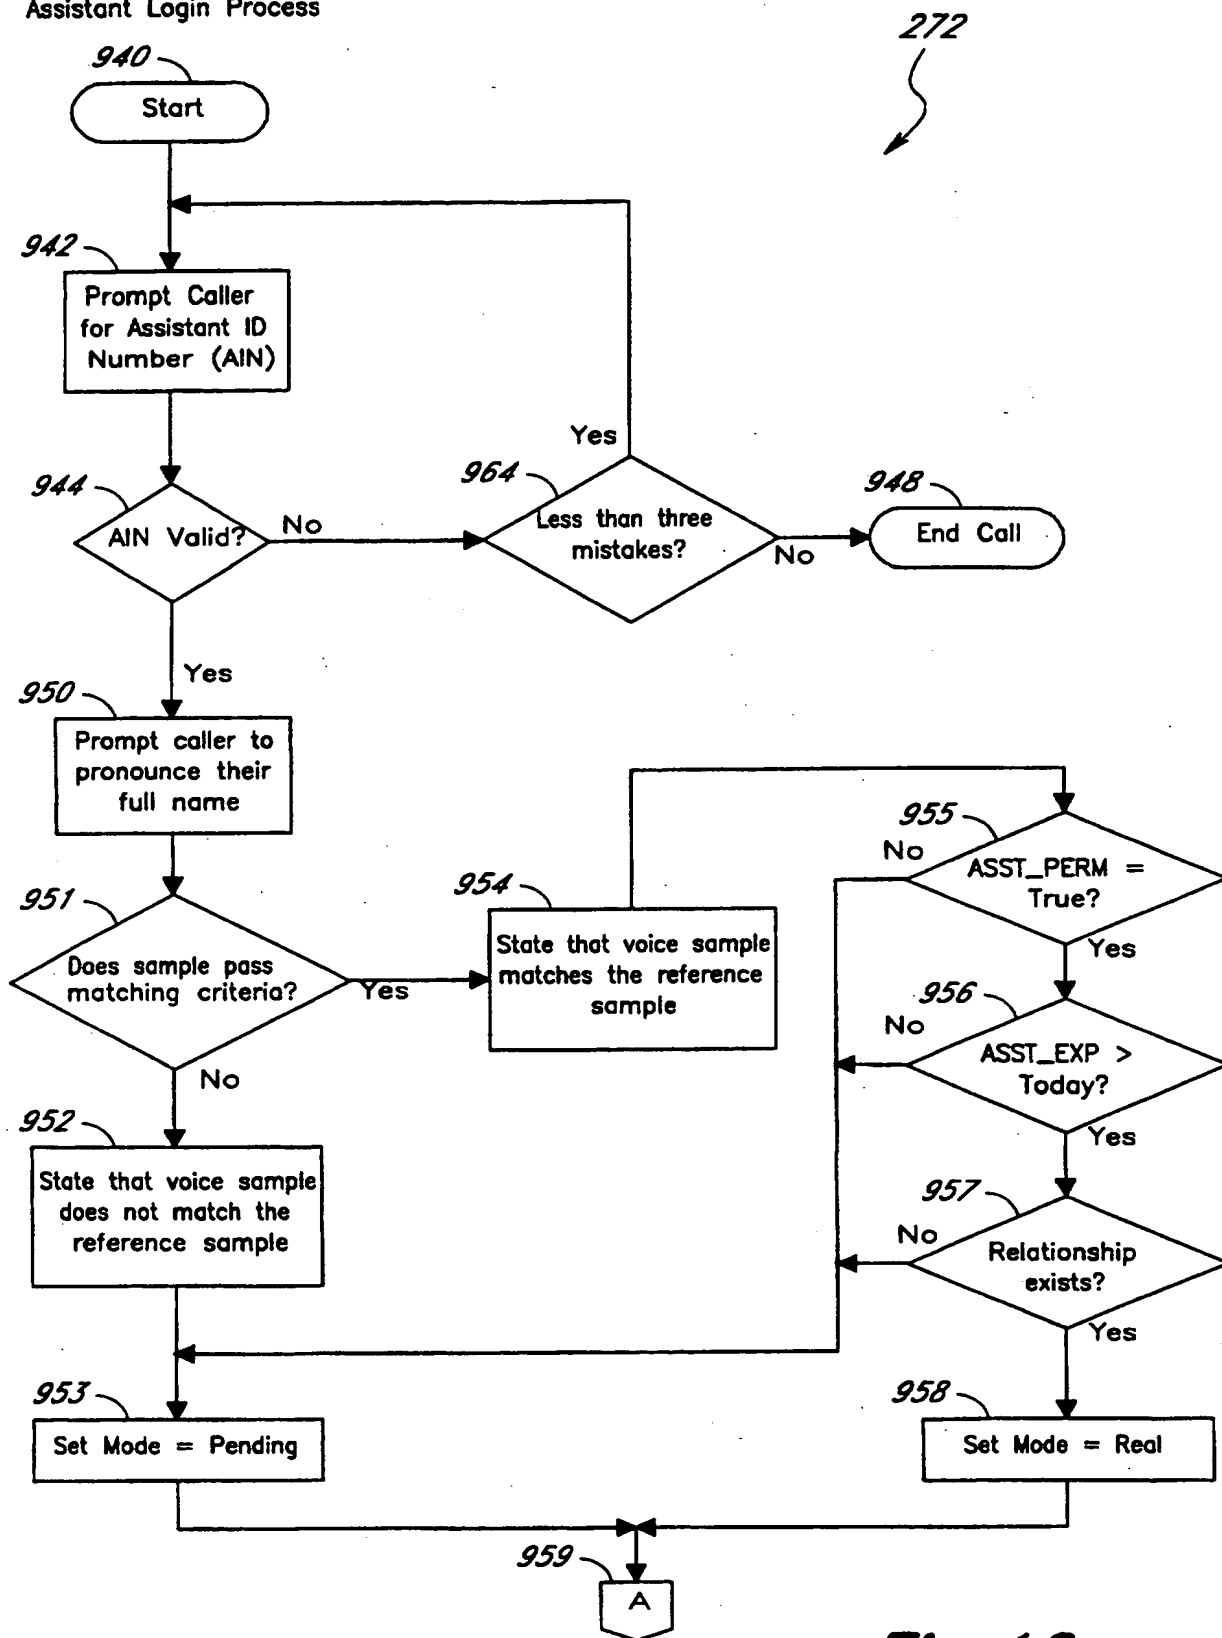 Assistant Login Process
272
940
Start
942
Prompt Caller
for Assistant ID
Number (AIN)
Yes
944
AIN Valid?
No
964
Less than three
mistakes?
No
948
End Call
Yes
950
Prompt caller to
pronounce their
full name
951
Does sample pass
matching criteria?
Yes
No
954
State that voice sample
matches the reference
sample
955
No
ASST_PERM =
True?
Yes
956
No
ASST_EXP >
Today?
Yes
957
No
Relationship
exists?
Yes
952
State that voice sample
does not match the
reference sample
953
Set Mode = Pending
958
Set Mode = Real
959
A